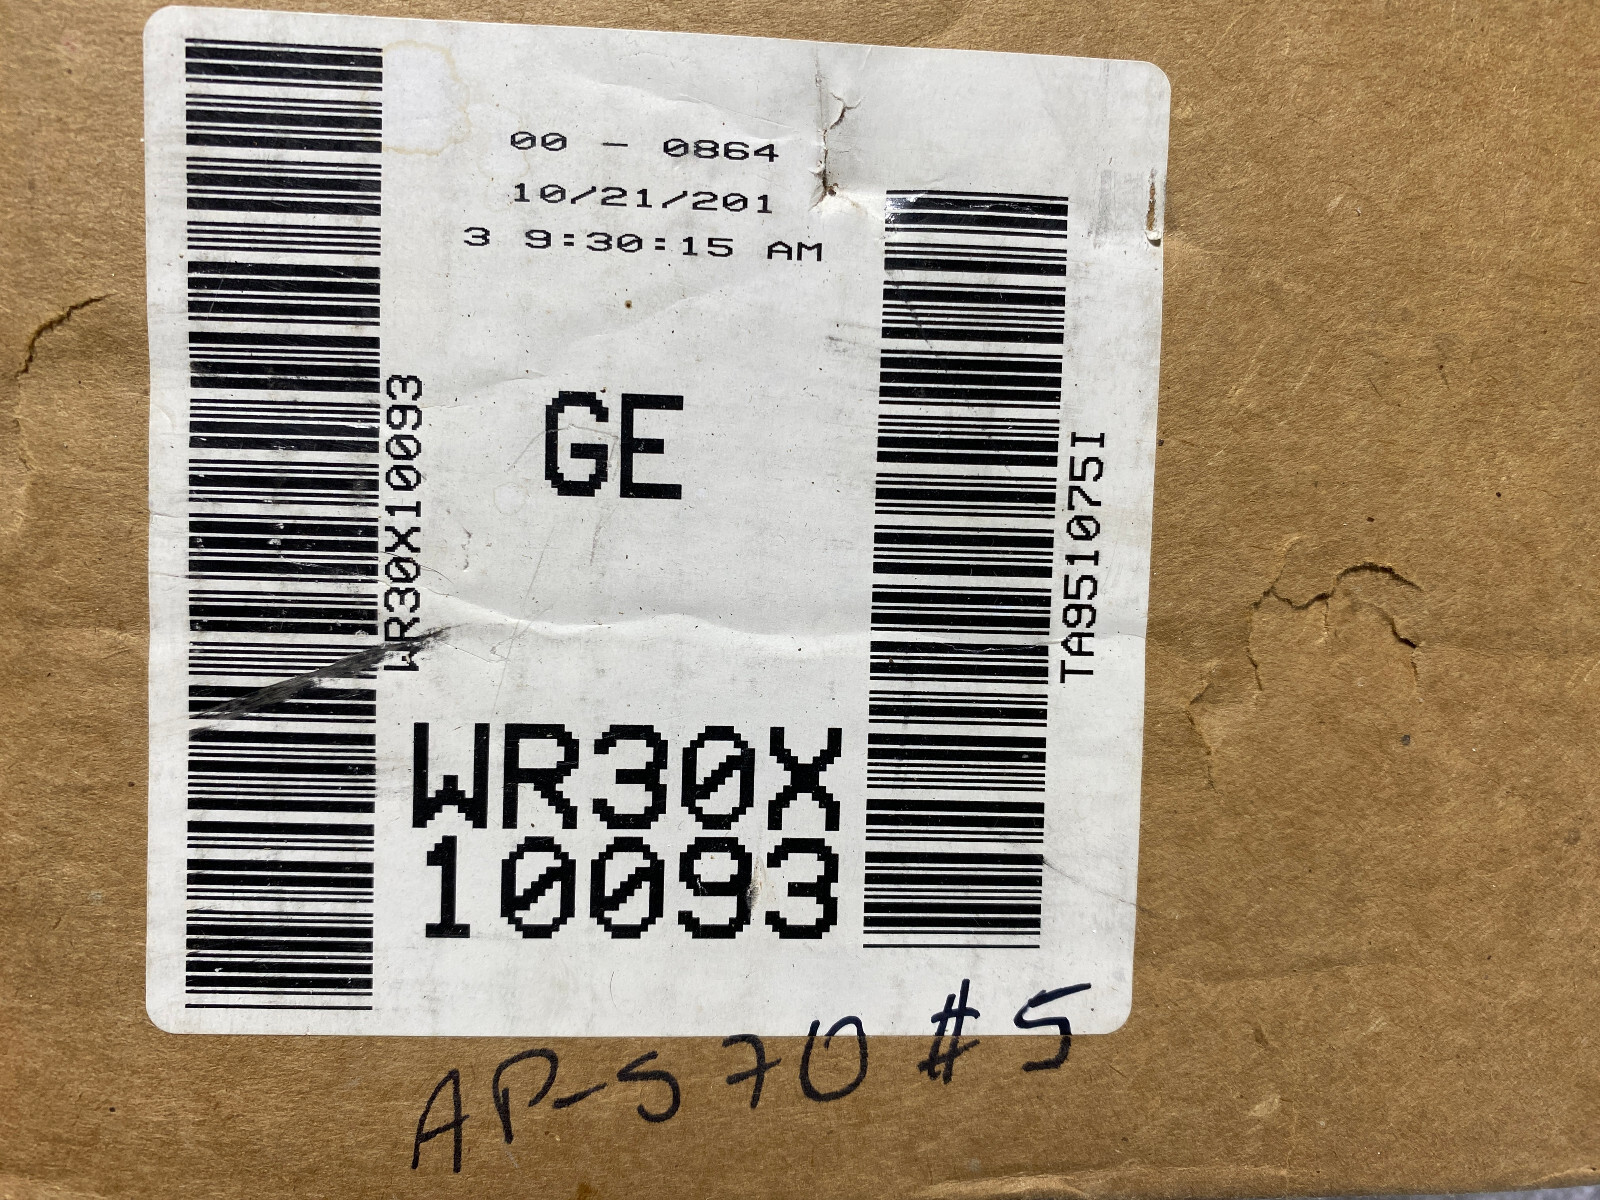 00 - 0864
10/21/201
3 9:30:15 AM
WR30X10093
GE
TA951075I
WR30X
10093
AP-570 #5